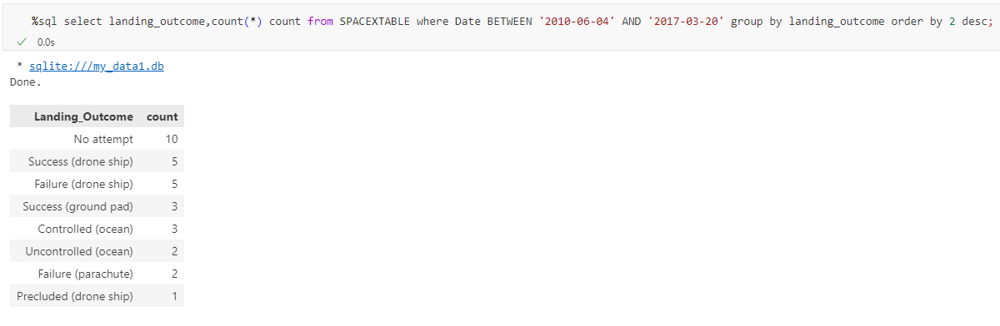 %sql select landing_outcome,count(*) count from SPACEXTABLE where Date BETWEEN '2010-06-04' AND '2017-03-20' group by landing_outcome order by 2 desc;
0.0s
* sqlite:///my_data1.db
Done.
Landing_Outcome count
No attempt 10
Success (drone ship) 5
Failure (drone ship) 5
Success (ground pad) 3
Controlled (ocean) 3
Uncontrolled (ocean) 2
Failure (parachute) 2
Precluded (drone ship) 1